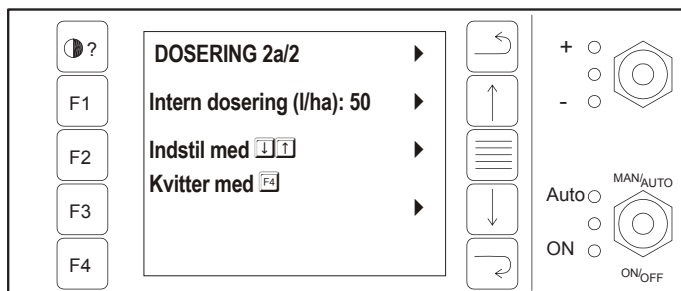 ?
F1
F2
F3
F4
DOSERING 2a/2
Intern dosering (l/ha): 50
Indstil med ↓↑
Kvitter med F4
+
-
MAN/AUTO
Auto
ON
ON/OFF